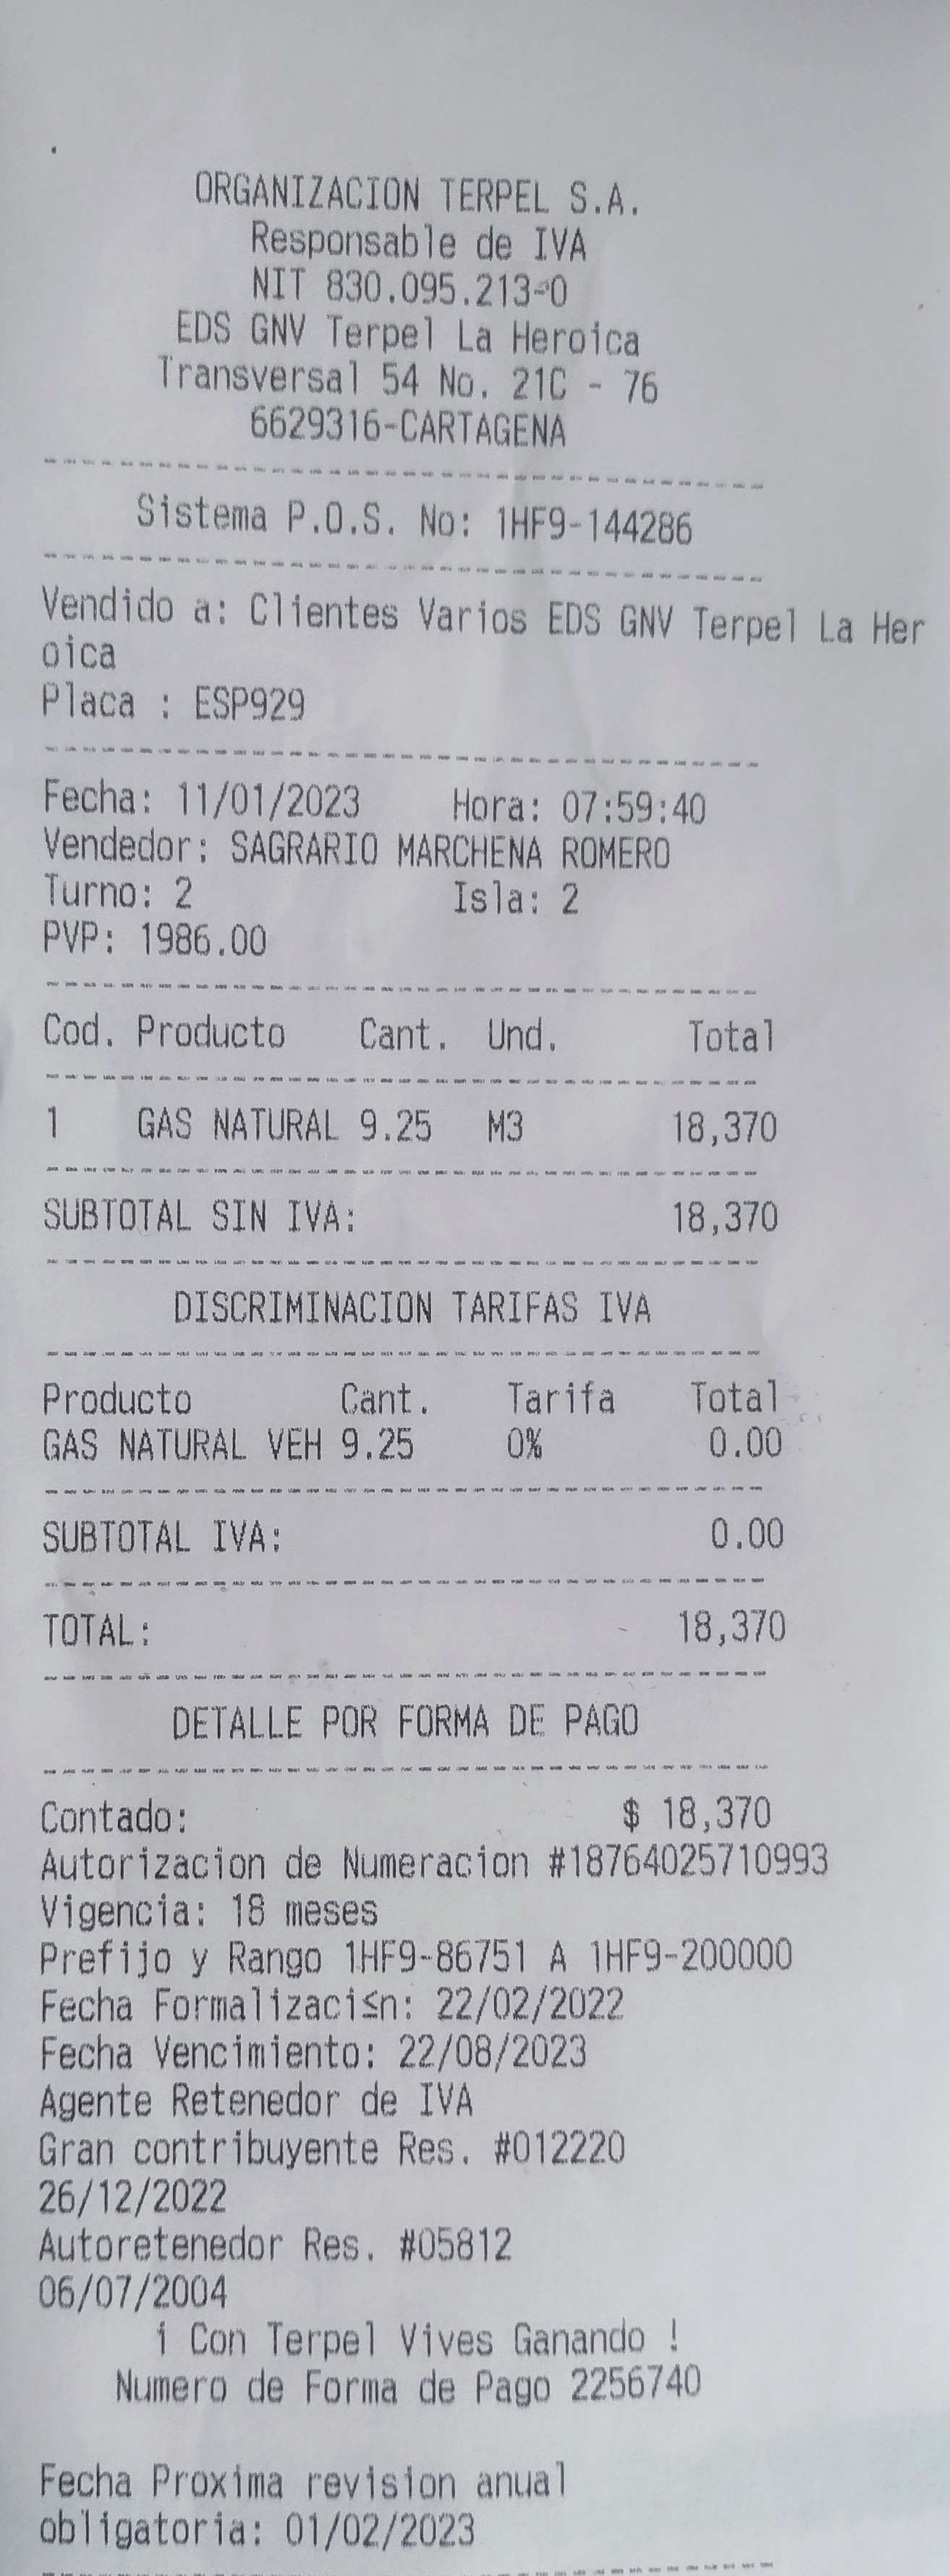 ORGANIZACION TERPEL S.A.
Responsable de IVA
NIT 830.095.213-0
EDS GNV Terpel La Heroica
Transversal 54 No. 21C - 76
6629316-CARTAGENA
Sistema P.O.S. No: 1HF9-144286
Vendido a: Clientes Varios EDS GNV Terpel La Her
oica
Placa : ESP929
Fecha: 11/01/2023 Hora: 07:59:40
Vendedor: SAGRARIO MARCHENA ROMERO
Turno: 2 Isla: 2
PVP: 1986.00
Cod. Producto Cant. Und. Total
1 GAS NATURAL 9.25 M3 18,370
SUBTOTAL SIN IVA: 18,370
DISCRIMINACION TARIFAS IVA
Producto Cant. Tarifa Total
GAS NATURAL VEH 9.25 0% 0.00
SUBTOTAL IVA: 0.00
TOTAL: 18,370
DETALLE POR FORMA DE PAGO
Contado: $ 18,370
Autorizacion de Numeracion #18764025710993
Vigencia: 18 meses
Prefijo y Rango 1HF9-86751 A 1HF9-200000
Fecha Formalizaci≤n: 22/02/2022
Fecha Vencimiento: 22/08/2023
Agente Retenedor de IVA
Gran contribuyente Res. #012220
26/12/2022
Autoretenedor Res. #05812
06/07/2004
¡ Con Terpel Vives Ganando !
Numero de Forma de Pago 2256740
Fecha Proxima revision anual
obligatoria: 01/02/2023